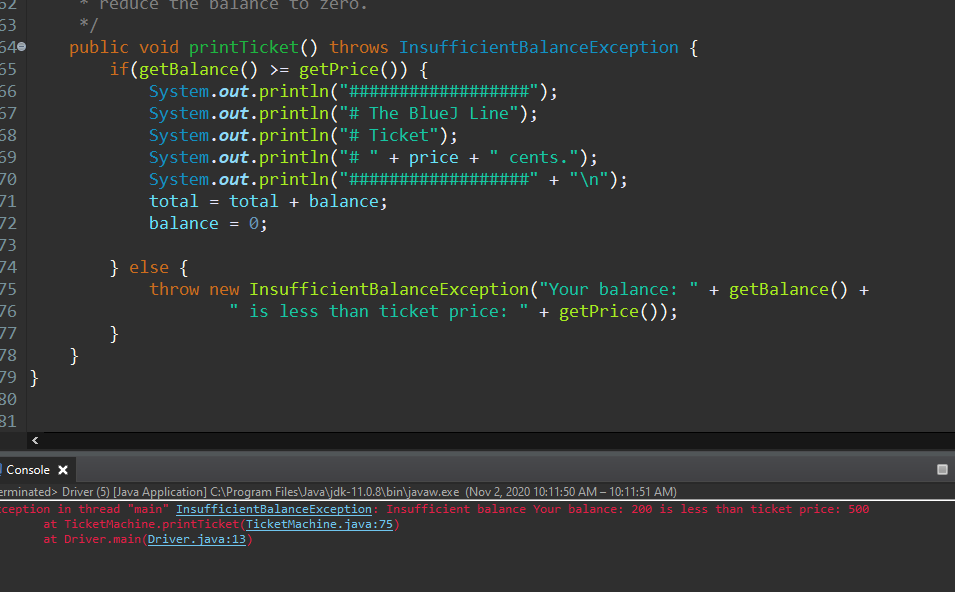 62 * reduce the balance to zero.
63 */
64 public void printTicket() throws InsufficientBalanceException {
65 if(getBalance() >= getPrice()) {
66 System.out.println("##################");
67 System.out.println("# The BlueJ Line");
68 System.out.println("# Ticket");
69 System.out.println("# " + price + " cents.");
70 System.out.println("##################" + "\n");
71 total = total + balance;
72 balance = 0;
73
74 } else {
75 throw new InsufficientBalanceException("Your balance: " + getBalance() +
76 " is less than ticket price: " + getPrice());
77 }
78 }
79 }
80
81
Console
erminated> Driver (5) [Java Application] C:\Program Files\Java\jdk-11.0.8\bin\javaw.exe (Nov 2, 2020 10:11:50 AM – 10:11:51 AM)
ception in thread "main" InsufficientBalanceException: Insufficient balance Your balance: 200 is less than ticket price: 500
at TicketMachine.printTicket(TicketMachine.java:75)
at Driver.main(Driver.java:13)